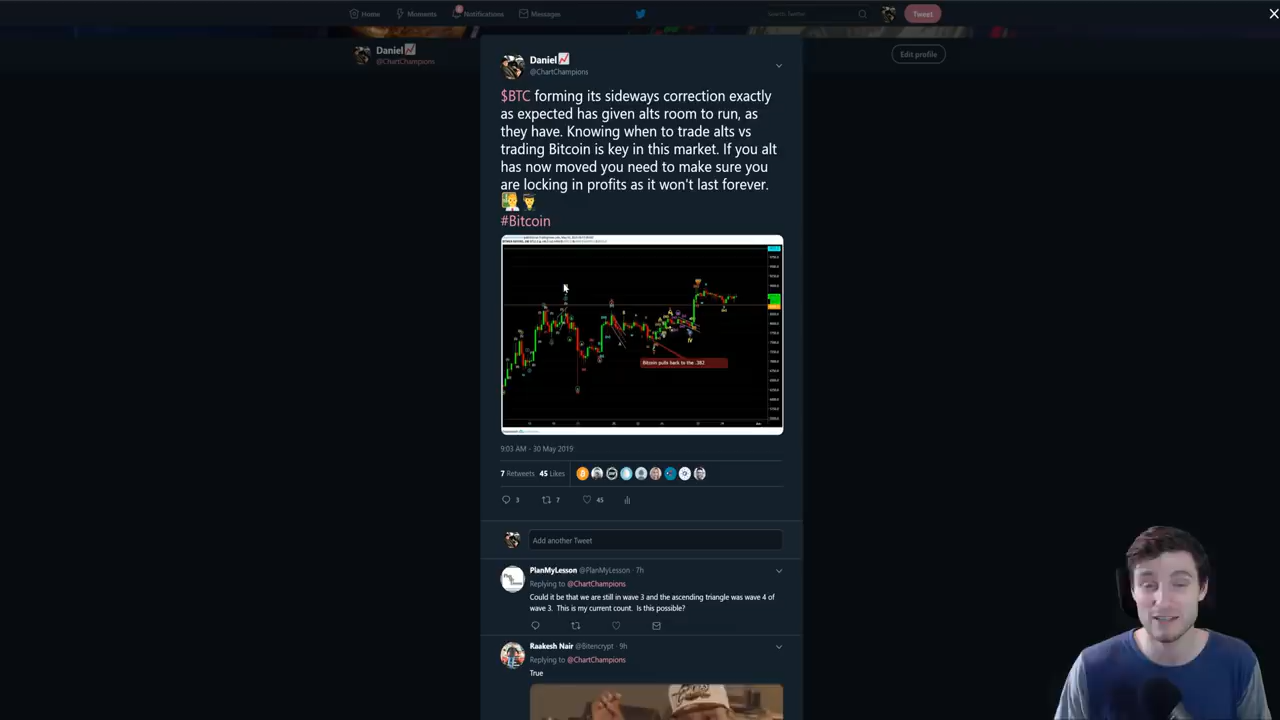 Home Moments Notifications Messages Search Twitter Tweet
Daniel
@ChartChampions
Edit profile
Daniel
@ChartChampions
$BTC forming its sideways correction exactly
as expected has given alts room to run, as
they have. Knowing when to trade alts vs
trading Bitcoin is key in this market. If you alt
has now moved you need to make sure you
are locking in profits as it won't last forever.
#Bitcoin
Bitcoin pulls back to the .382
9:03 AM - 30 May 2019
7 Retweets 45 Likes
3 7 45
Add another Tweet
PlanMyLesson @PlanMyLesson · 7h
Replying to @ChartChampions
Could it be that we are still in wave 3 and the ascending triangle was wave 4 of
wave 3. This is my current count. Is this possible?
Raakesh Nair @Bitencrypt · 9h
Replying to @ChartChampions
True